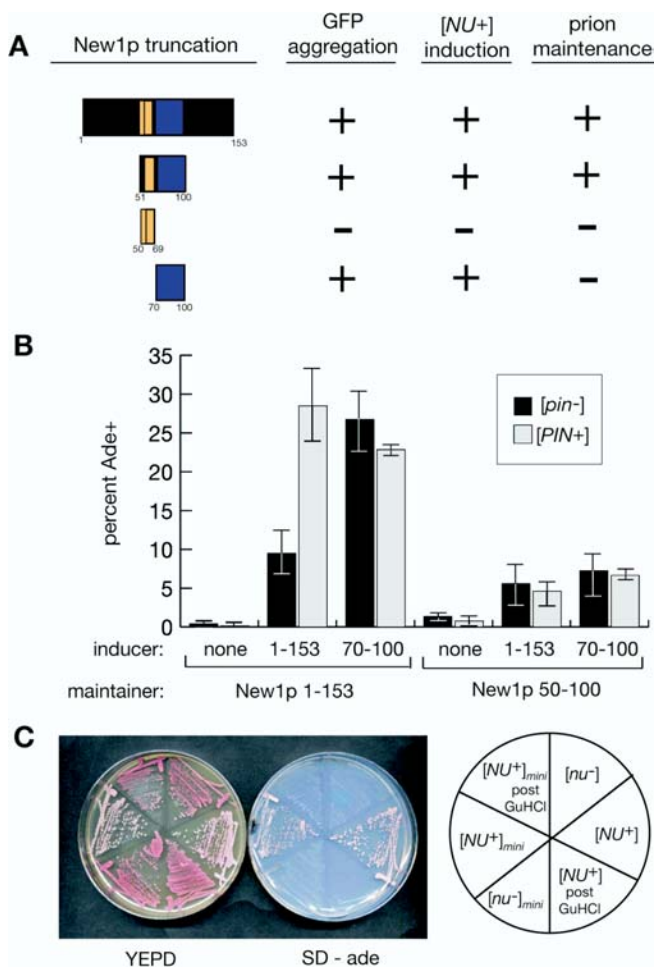 A
New1p truncation
GFP
aggregation
[NU+]
induction
prion
maintenance
+ + +
1 153
+ + +
51 100
- - -
50 69
+ + -
70 100
B
percent Ade+
35
30
25
20
15
10
5
0
[pin-]
[PIN+]
inducer: none 1-153 70-100 none 1-153 70-100
maintainer: New1p 1-153 New1p 50-100
C
YEPD
SD - ade
[NU+]mini
post
GuHCl
[nu-]
[NU+]mini
[NU+]
[nu-]mini
[NU+]
post
GuHCl